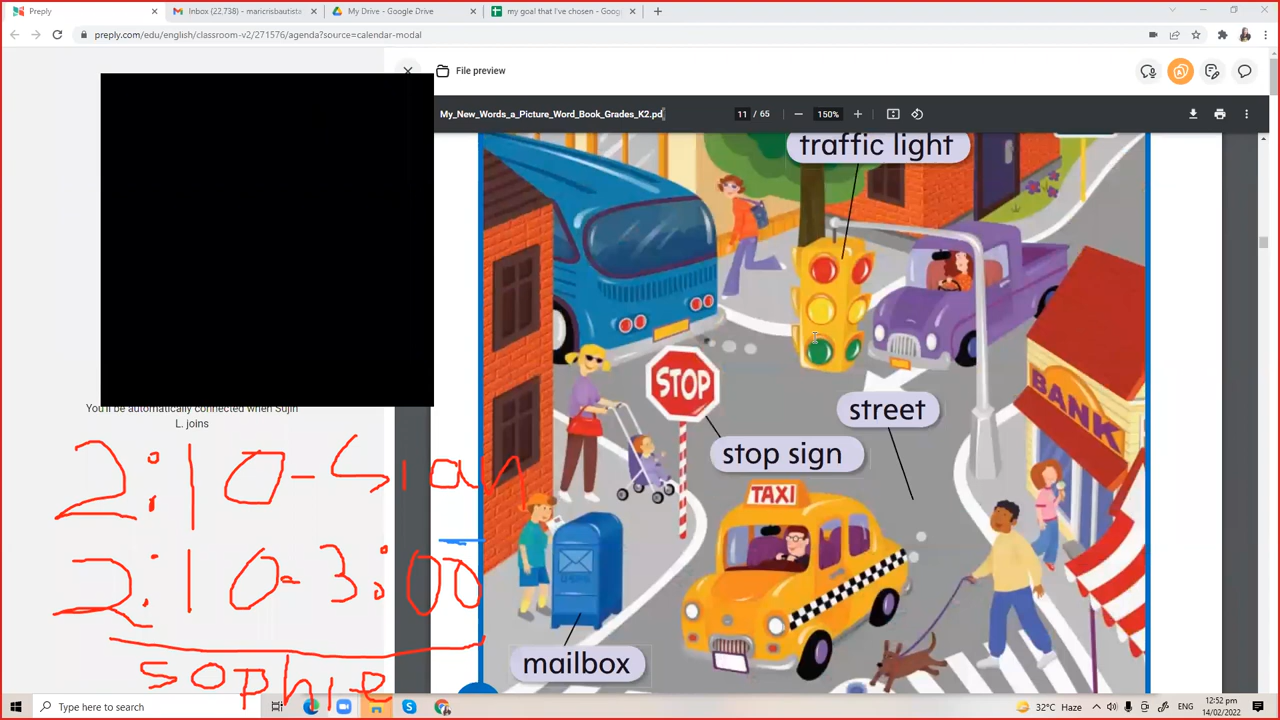 Preply
Inbox (22,738) - maricrisbautista
My Drive - Google Drive
my goal that I've chosen - Goog
preply.com/edu/english/classroom-v2/271576/agenda?source=calendar-modal
File preview
My_New_Words_a_Picture_Word_Book_Grades_K2.pd
11 / 65
150%
traffic light
STOP
street
BANK
stop sign
TAXI
mailbox
You'll be automatically connected when Sujin
L. joins
2:10-Sian
2:10-3:00
sophie
Type here to search
32°C Haze
ENG
12:52 pm
14/02/2022